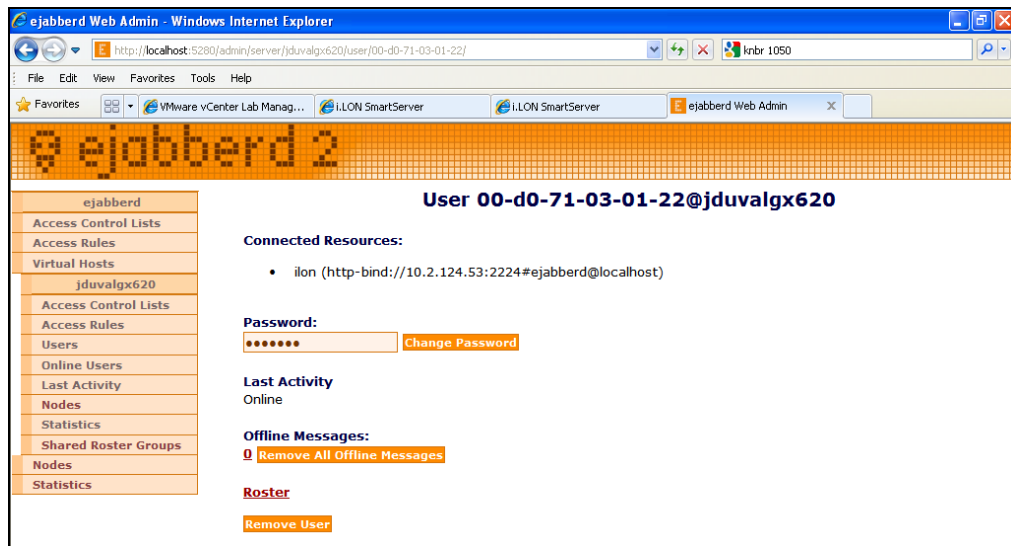 ejabberd Web Admin - Windows Internet Explorer
http://localhost:5280/admin/server/jduvalgx620/user/00-d0-71-03-01-22/
knbr 1050
File Edit View Favorites Tools Help
Favorites
VMware vCenter Lab Manag...
i.LON SmartServer
i.LON SmartServer
ejabberd Web Admin
ejabberd 2
ejabberd
Access Control Lists
Access Rules
Virtual Hosts
jduvalgx620
Access Control Lists
Access Rules
Users
Online Users
Last Activity
Nodes
Statistics
Shared Roster Groups
Nodes
Statistics
User 00-d0-71-03-01-22@jduvalgx620
Connected Resources:
• ilon (http-bind://10.2.124.53:2224#ejabberd@localhost)
Password:
••••••• Change Password
Last Activity
Online
Offline Messages:
0 Remove All Offline Messages
Roster
Remove User